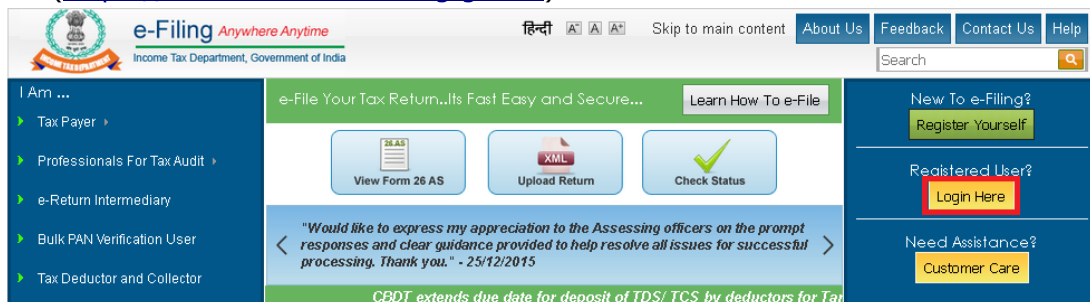 e-Filing Anywhere Anytime
Income Tax Department, Government of India
हिन्दी A- A A+ Skip to main content About Us Feedback Contact Us Help
Search
I Am ...
Tax Payer
Professionals For Tax Audit
e-Return Intermediary
Bulk PAN Verification User
Tax Deductor and Collector
e-File Your Tax Return..Its Fast Easy and Secure... Learn How To e-File
26 AS
View Form 26 AS
XML
Upload Return
Check Status
"Would like to express my appreciation to the Assessing officers on the prompt
responses and clear guidance provided to help resolve all issues for successful
processing. Thank you." - 25/12/2015
CBDT extends due date for deposit of TDS/ TCS by deductors for
New To e-Filing?
Register Yourself
Registered User?
Login Here
Need Assistance?
Customer Care